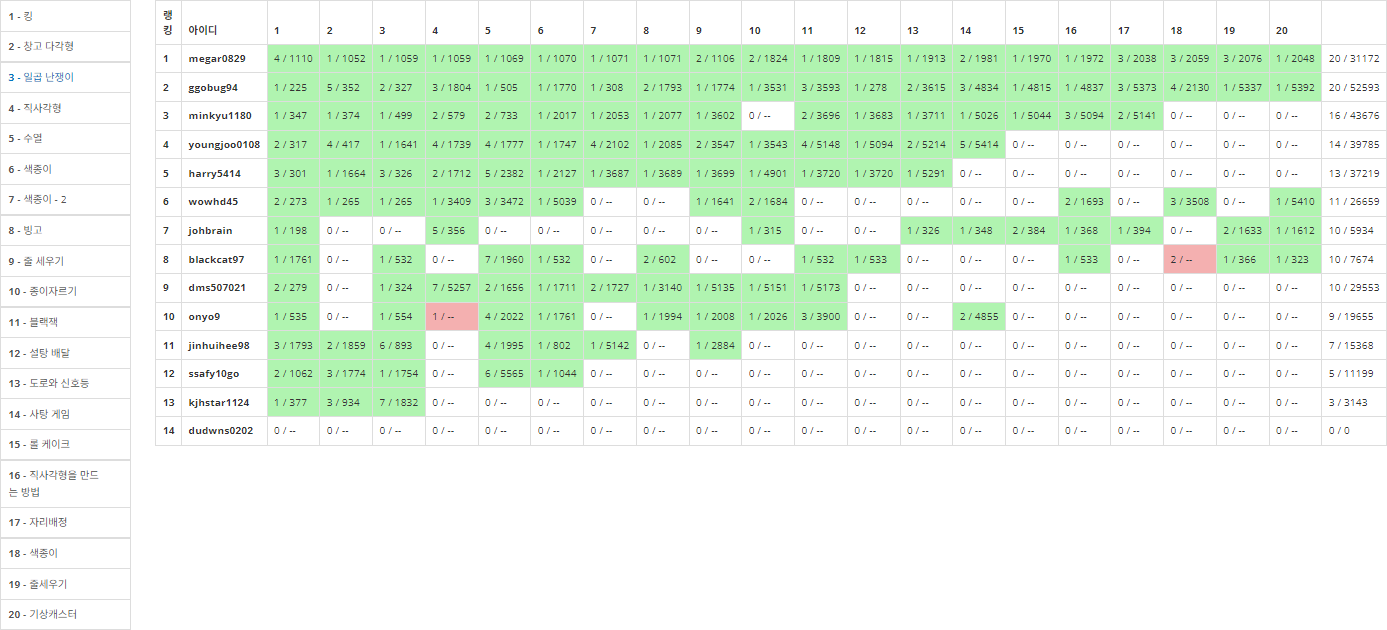 1 - 킹
2 - 창고 다각형
3 - 일곱 난쟁이
4 - 직사각형
5 - 수열
6 - 색종이
7 - 색종이 - 2
8 - 빙고
9 - 줄 세우기
10 - 종이자르기
11 - 블랙잭
12 - 설탕 배달
13 - 도로와 신호등
14 - 사탕 게임
15 - 롤 케이크
16 - 직사각형을 만드
는 방법
17 - 자리배정
18 - 색종이
19 - 줄세우기
20 - 기상캐스터
랭
킹 아이디 1 2 3 4 5 6 7 8 9 10 11 12 13 14 15 16 17 18 19 20
1 megar0829 4 / 1110 1 / 1052 1 / 1059 1 / 1059 1 / 1069 1 / 1070 1 / 1071 1 / 1071 2 / 1106 2 / 1824 1 / 1809 1 / 1815 1 / 1913 2 / 1981 1 / 1970 1 / 1972 3 / 2038 3 / 2059 3 / 2076 1 / 2048 20 / 31172
2 ggobug94 1 / 225 5 / 352 2 / 327 3 / 1804 1 / 505 1 / 1770 1 / 308 2 / 1793 1 / 1774 1 / 3531 3 / 3593 1 / 278 2 / 3615 3 / 4834 1 / 4815 1 / 4837 3 / 5373 4 / 2130 1 / 5337 1 / 5392 20 / 52593
3 minkyu1180 1 / 347 1 / 374 1 / 499 2 / 579 2 / 733 1 / 2017 1 / 2053 1 / 2077 1 / 3602 0 / -- 2 / 3696 1 / 3683 1 / 3711 1 / 5026 1 / 5044 3 / 5094 2 / 5141 0 / -- 0 / -- 0 / -- 16 / 43676
4 youngjoo0108 2 / 317 4 / 417 1 / 1641 4 / 1739 4 / 1777 1 / 1747 4 / 2102 1 / 2085 2 / 3547 1 / 3543 4 / 5148 1 / 5094 2 / 5214 5 / 5414 0 / -- 0 / -- 0 / -- 0 / -- 0 / -- 0 / -- 14 / 39785
5 harry5414 3 / 301 1 / 1664 3 / 326 2 / 1712 5 / 2382 1 / 2127 1 / 3687 1 / 3689 1 / 3699 1 / 4901 1 / 3720 1 / 3720 1 / 5291 0 / -- 0 / -- 0 / -- 0 / -- 0 / -- 0 / -- 0 / -- 13 / 37219
6 wowhd45 2 / 273 1 / 265 1 / 265 1 / 3409 3 / 3472 1 / 5039 0 / -- 0 / -- 1 / 1641 2 / 1684 0 / -- 0 / -- 0 / -- 0 / -- 0 / -- 2 / 1693 0 / -- 3 / 3508 0 / -- 1 / 5410 11 / 26659
7 johbrain 1 / 198 0 / -- 0 / -- 5 / 356 0 / -- 0 / -- 0 / -- 0 / -- 0 / -- 1 / 315 0 / -- 0 / -- 1 / 326 1 / 348 2 / 384 1 / 368 1 / 394 0 / -- 2 / 1633 1 / 1612 10 / 5934
8 blackcat97 1 / 1761 0 / -- 1 / 532 0 / -- 7 / 1960 1 / 532 0 / -- 2 / 602 0 / -- 0 / -- 1 / 532 1 / 533 0 / -- 0 / -- 0 / -- 1 / 533 0 / -- 2 / -- 1 / 366 1 / 323 10 / 7674
9 dms507021 2 / 279 0 / -- 1 / 324 7 / 5257 2 / 1656 1 / 1711 2 / 1727 1 / 3140 1 / 5135 1 / 5151 1 / 5173 0 / -- 0 / -- 0 / -- 0 / -- 0 / -- 0 / -- 0 / -- 0 / -- 0 / -- 10 / 29553
10 onyo9 1 / 535 0 / -- 1 / 554 1 / -- 4 / 2022 1 / 1761 0 / -- 1 / 1994 1 / 2008 1 / 2026 3 / 3900 0 / -- 0 / -- 2 / 4855 0 / -- 0 / -- 0 / -- 0 / -- 0 / -- 0 / -- 9 / 19655
11 jinhuihee98 3 / 1793 2 / 1859 6 / 893 0 / -- 4 / 1995 1 / 802 1 / 5142 0 / -- 1 / 2884 0 / -- 0 / -- 0 / -- 0 / -- 0 / -- 0 / -- 0 / -- 0 / -- 0 / -- 0 / -- 0 / -- 7 / 15368
12 ssafy10go 2 / 1062 3 / 1774 1 / 1754 0 / -- 6 / 5565 1 / 1044 0 / -- 0 / -- 0 / -- 0 / -- 0 / -- 0 / -- 0 / -- 0 / -- 0 / -- 0 / -- 0 / -- 0 / -- 0 / -- 0 / -- 5 / 11199
13 kjhstar1124 1 / 377 3 / 934 7 / 1832 0 / -- 0 / -- 0 / -- 0 / -- 0 / -- 0 / -- 0 / -- 0 / -- 0 / -- 0 / -- 0 / -- 0 / -- 0 / -- 0 / -- 0 / -- 0 / -- 0 / -- 3 / 3143
14 dudwns0202 0 / -- 0 / -- 0 / -- 0 / -- 0 / -- 0 / -- 0 / -- 0 / -- 0 / -- 0 / -- 0 / -- 0 / -- 0 / -- 0 / -- 0 / -- 0 / -- 0 / -- 0 / -- 0 / -- 0 / -- 0 / 0